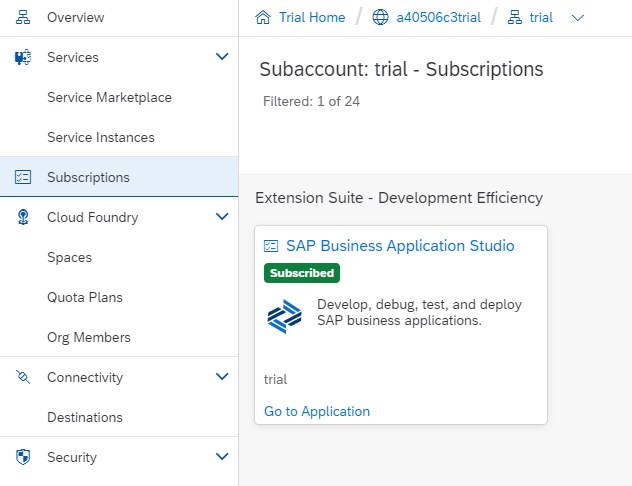 Overview
Services
Service Marketplace
Service Instances
Subscriptions
Cloud Foundry
Spaces
Quota Plans
Org Members
Connectivity
Destinations
Security
Trial Home / a40506c3trial / trial
Subaccount: trial - Subscriptions
Filtered: 1 of 24
Extension Suite - Development Efficiency
SAP Business Application Studio
Subscribed
Develop, debug, test, and deploy
SAP business applications.
trial
Go to Application